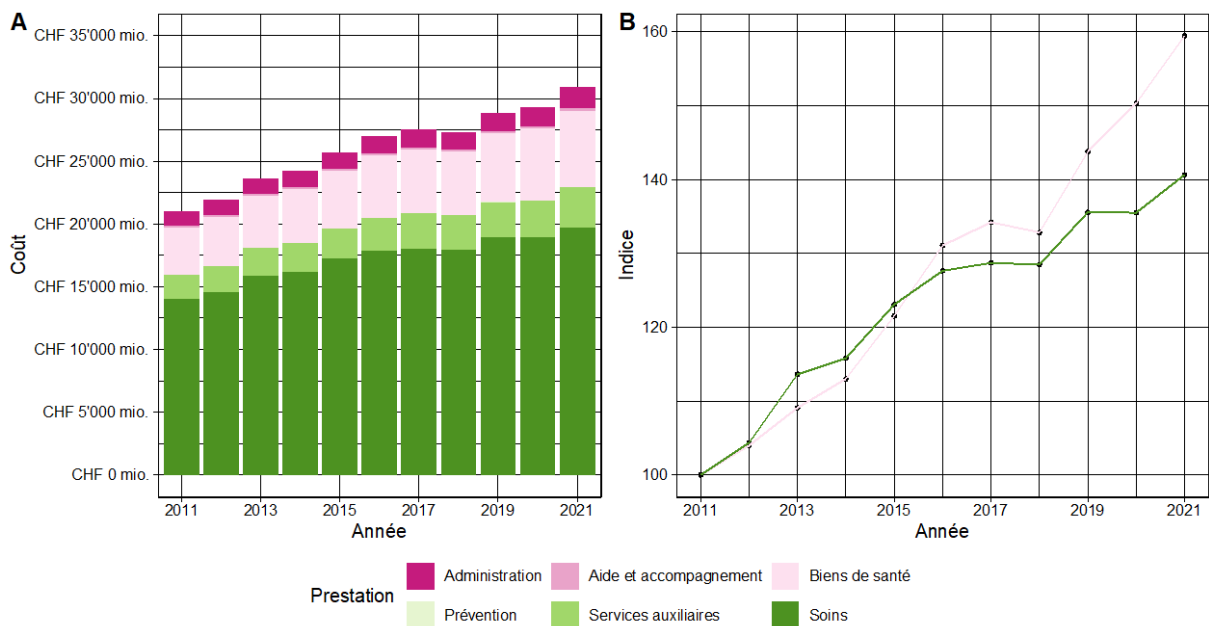 A
CHF 35'000 mio.
CHF 30'000 mio.
CHF 25'000 mio.
CHF 20'000 mio.
CHF 15'000 mio.
CHF 10'000 mio.
CHF 5'000 mio.
CHF 0 mio.
Coût
2011 2013 2015 2017 2019 2021
Année
B
160
140
120
100
Indice
2011 2013 2015 2017 2019 2021
Année
Prestation
Administration Aide et accompagnement Biens de santé
Prévention Services auxiliaires Soins